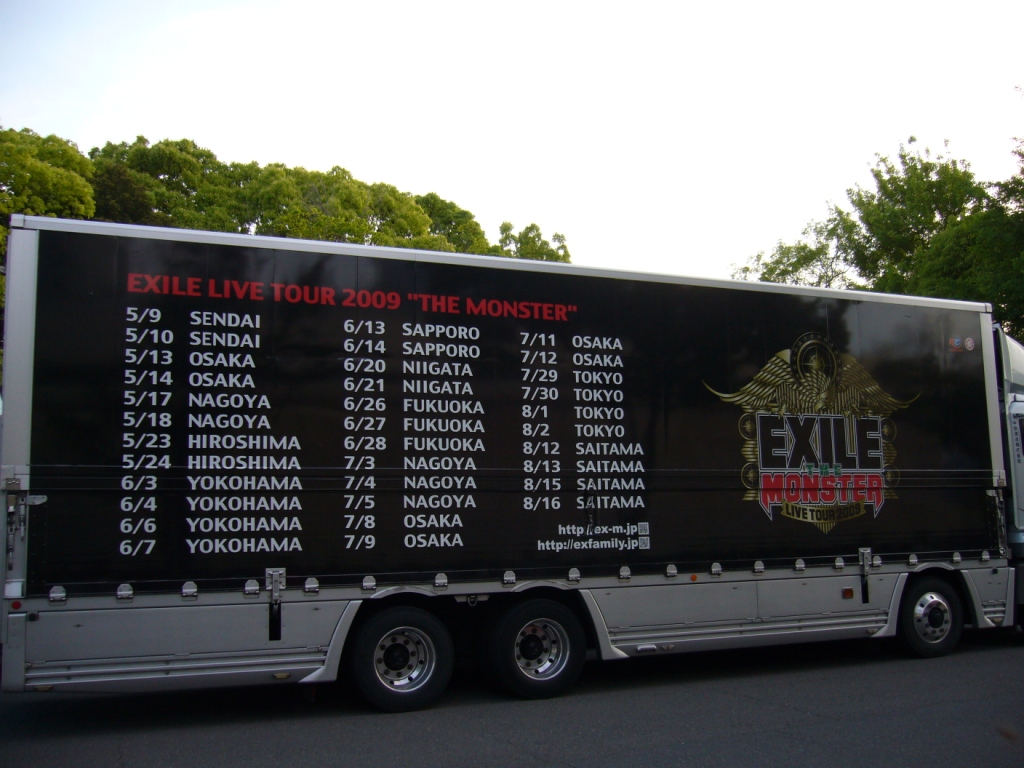 EXILE LIVE TOUR 2009 "THE MONSTER"
5/9 SENDAI
5/10 SENDAI
5/13 OSAKA
5/14 OSAKA
5/17 NAGOYA
5/18 NAGOYA
5/23 HIROSHIMA
5/24 HIROSHIMA
6/3 YOKOHAMA
6/4 YOKOHAMA
6/6 YOKOHAMA
6/7 YOKOHAMA
6/13 SAPPORO
6/14 SAPPORO
6/20 NIIGATA
6/21 NIIGATA
6/26 FUKUOKA
6/27 FUKUOKA
6/28 FUKUOKA
7/3 NAGOYA
7/4 NAGOYA
7/5 NAGOYA
7/8 OSAKA
7/9 OSAKA
7/11 OSAKA
7/12 OSAKA
7/29 TOKYO
7/30 TOKYO
8/1 TOKYO
8/2 TOKYO
8/12 SAITAMA
8/13 SAITAMA
8/15 SAITAMA
8/16 SAITAMA
http://ex-m.jp
http://exfamily.jp
EXILE
THE
MONSTER
LIVE TOUR 2009